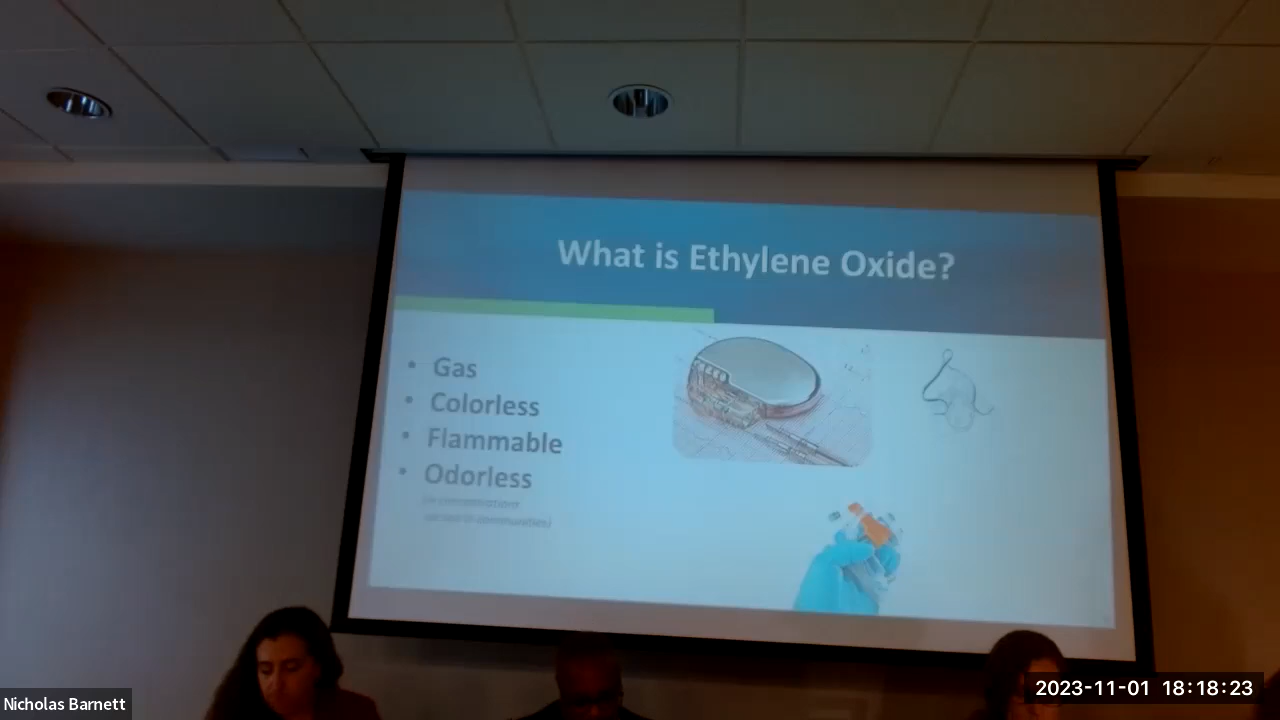 What is Ethylene Oxide?
• Gas
• Colorless
• Flammable
• Odorless
2023-11-01 18:18:23
Nicholas Barnett